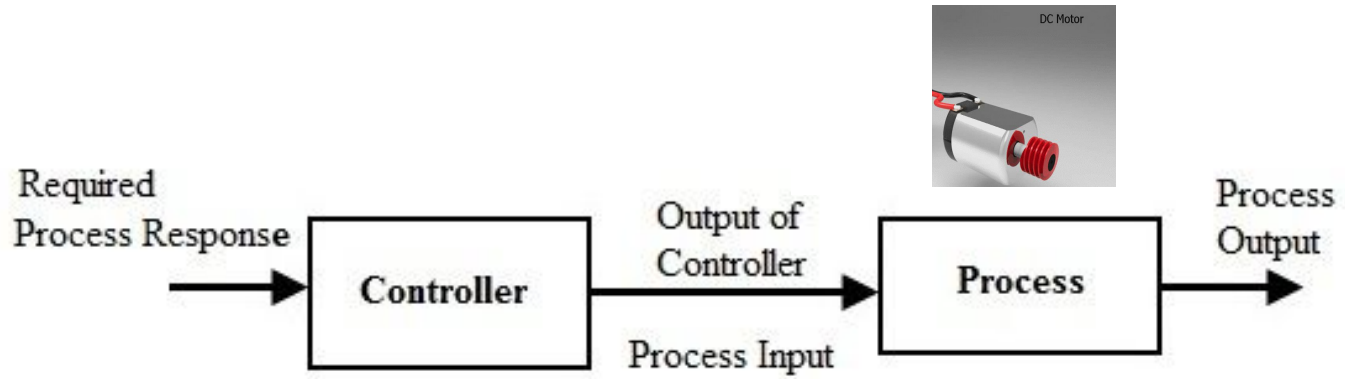 DC Motor
Required
Process Response
Controller
Output of
Controller
Process Input
Process
Process
Output